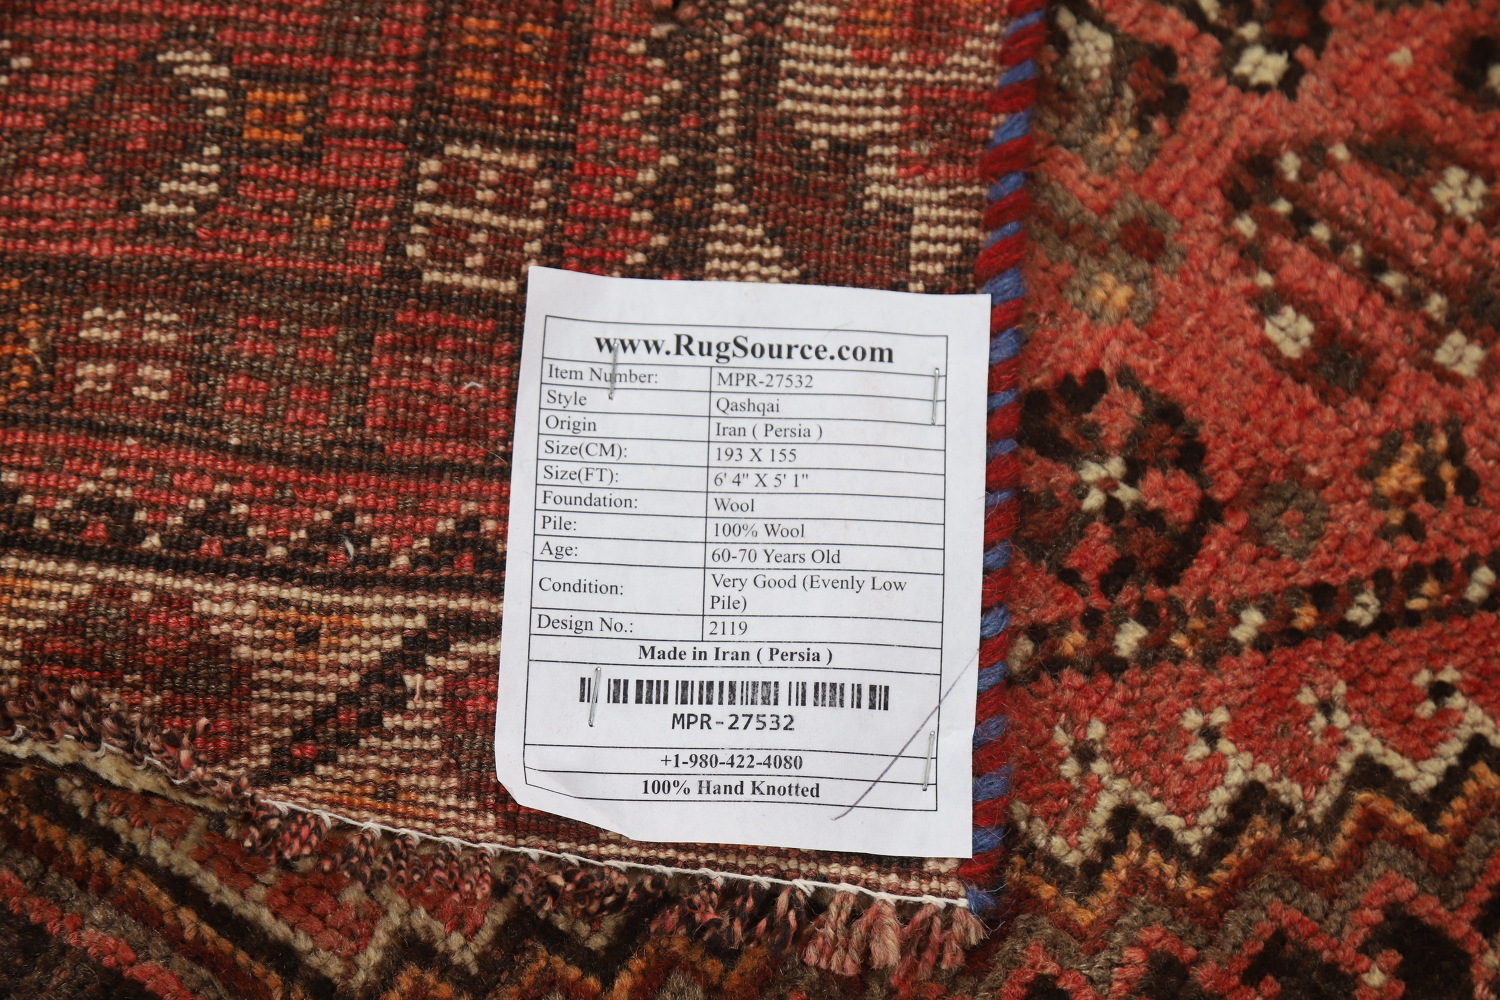 www.RugSource.com
Item Number: MPR-27532
Style Qashqai
Origin Iran ( Persia )
Size(CM): 193 X 155
Size(FT): 6' 4" X 5' 1"
Foundation: Wool
Pile: 100% Wool
Age: 60-70 Years Old
Condition: Very Good (Evenly Low
Pile)
Design No.: 2119
Made in Iran ( Persia )
MPR-27532
+1-980-422-4080
100% Hand Knotted